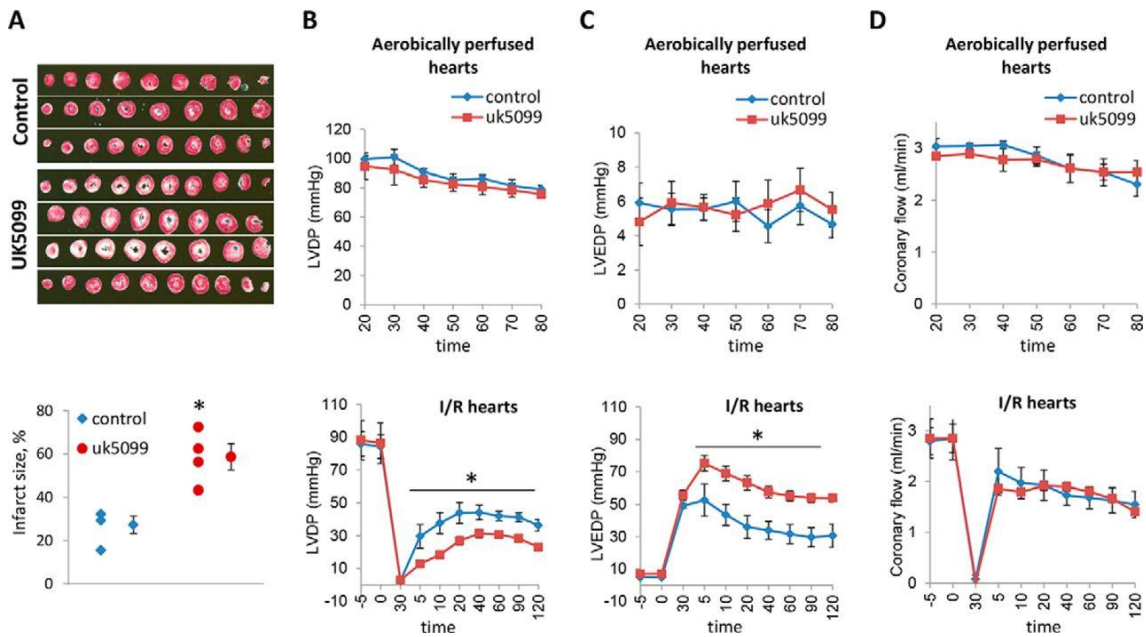 A
Control
UK5099
Infarct size, %
80
60
40
20
0
control
uk5099
*
B
Aerobically perfused
hearts
control
uk5099
LVDP (mmHg)
120
100
80
60
40
20
0
20 30 40 50 60 70 80
time
I/R hearts
*
LVDP (mmHg)
110
90
70
50
30
10
-10
-5 0 30 5 10 20 40 60 90 120
time
C
Aerobically perfused
hearts
control
uk5099
LVEDP (mmHg)
10
8
6
4
2
0
20 30 40 50 60 70 80
time
I/R hearts
*
LVEDP (mmHg)
110
90
70
50
30
10
-10
-5 0 30 5 10 20 40 60 90 120
time
D
Aerobically perfused
hearts
control
uk5099
Coronary flow (ml/min)
3
2
1
0
20 30 40 50 60 70 80
time
I/R hearts
Coronary flow (ml/min)
3
2
1
0
-5 0 30 5 10 20 40 60 90 120
time